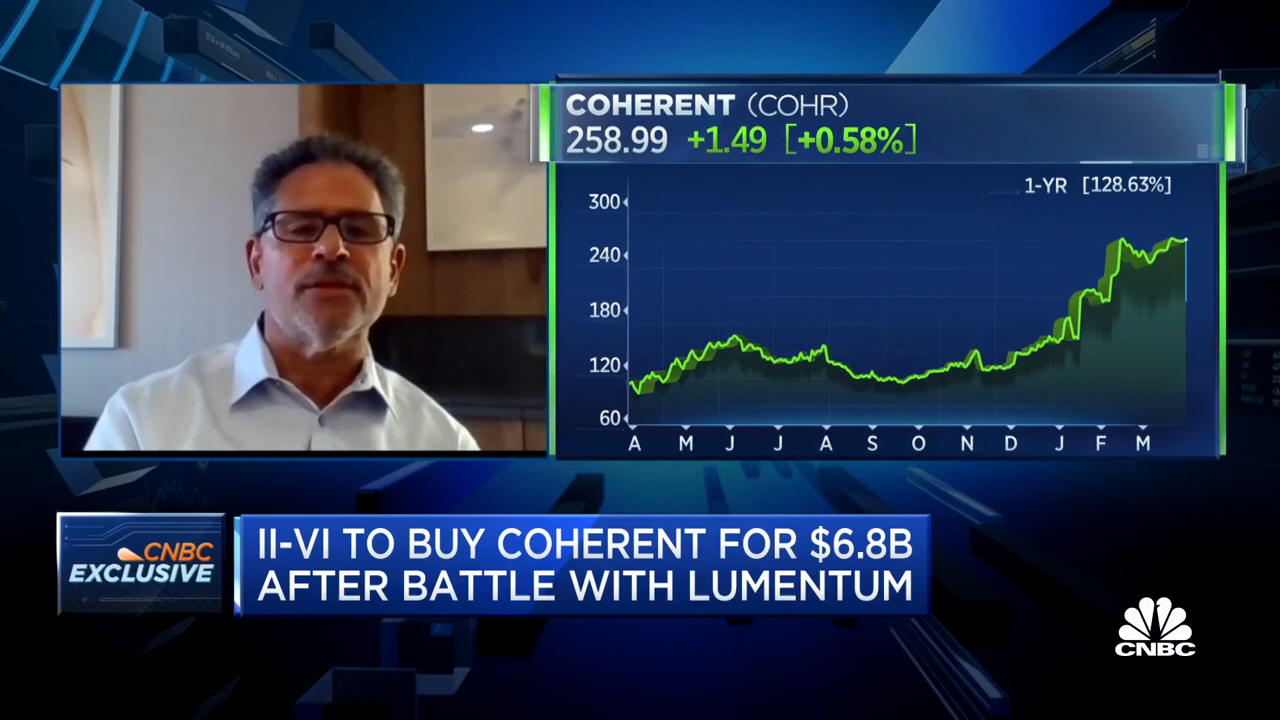 COHERENT (COHR)
258.99 +1.49 [+0.58%]
1-YR [128.63%]
300
240
180
120
60
A M J J A S O N D J F M
CNBC
EXCLUSIVE
II-VI TO BUY COHERENT FOR $6.8B
AFTER BATTLE WITH LUMENTUM
CNBC